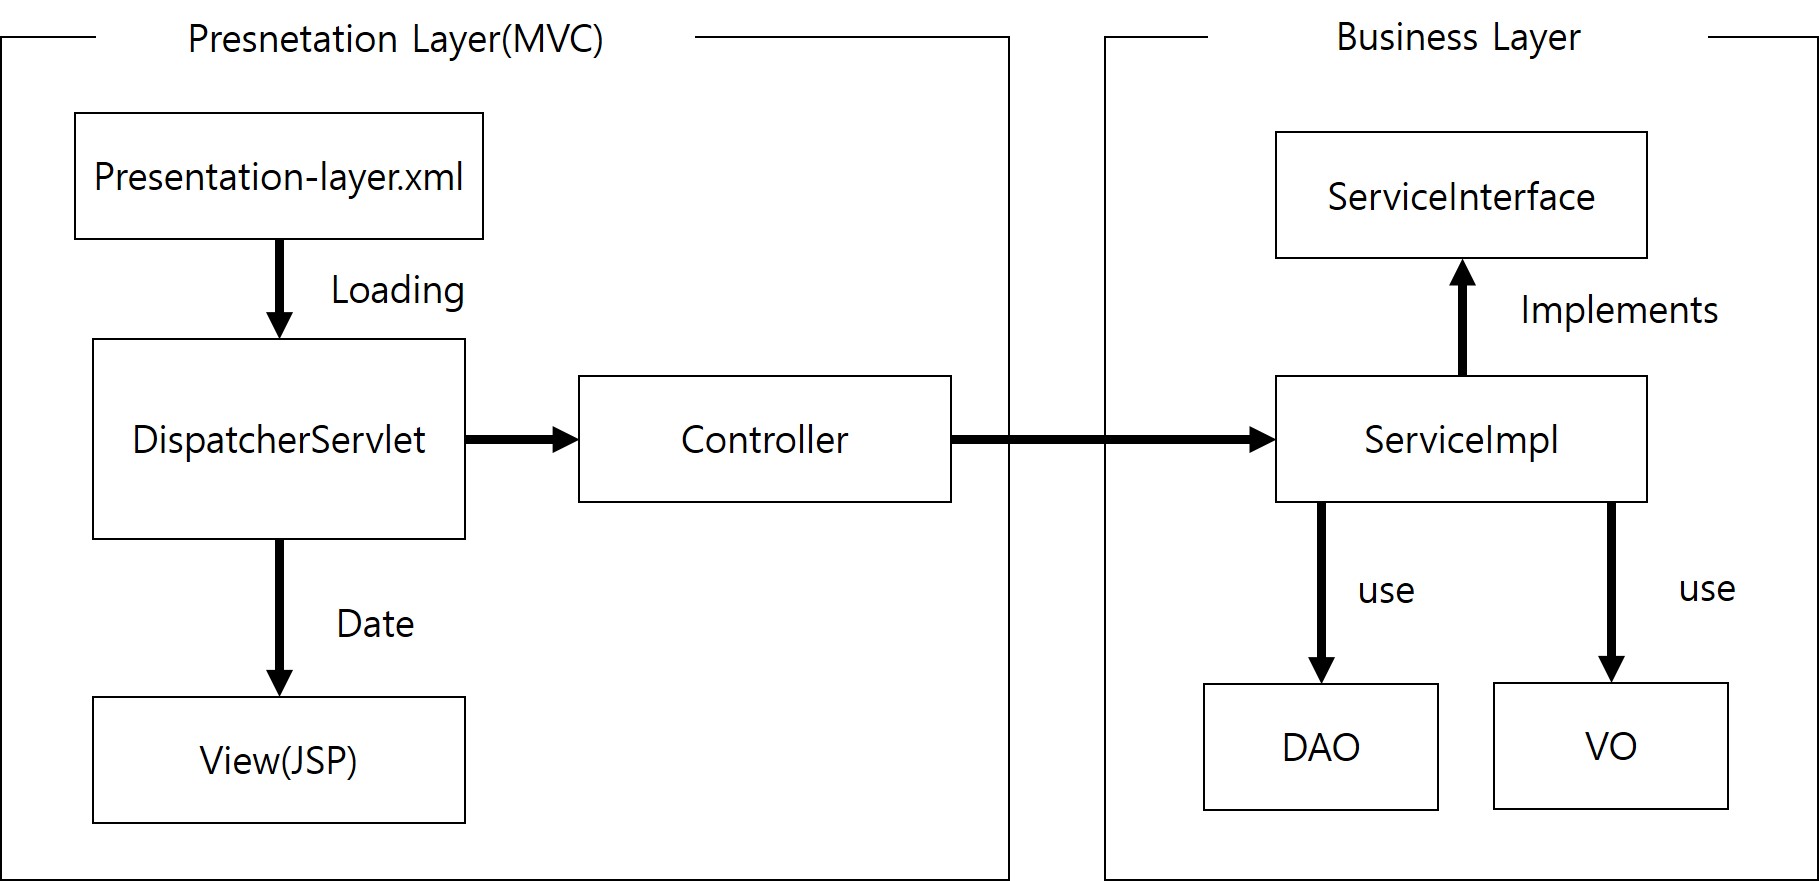 Presnetation Layer(MVC)
Presentation-layer.xml
Loading
DispatcherServlet
Controller
Date
View(JSP)
Business Layer
ServiceInterface
Implements
ServiceImpl
use
use
DAO
VO